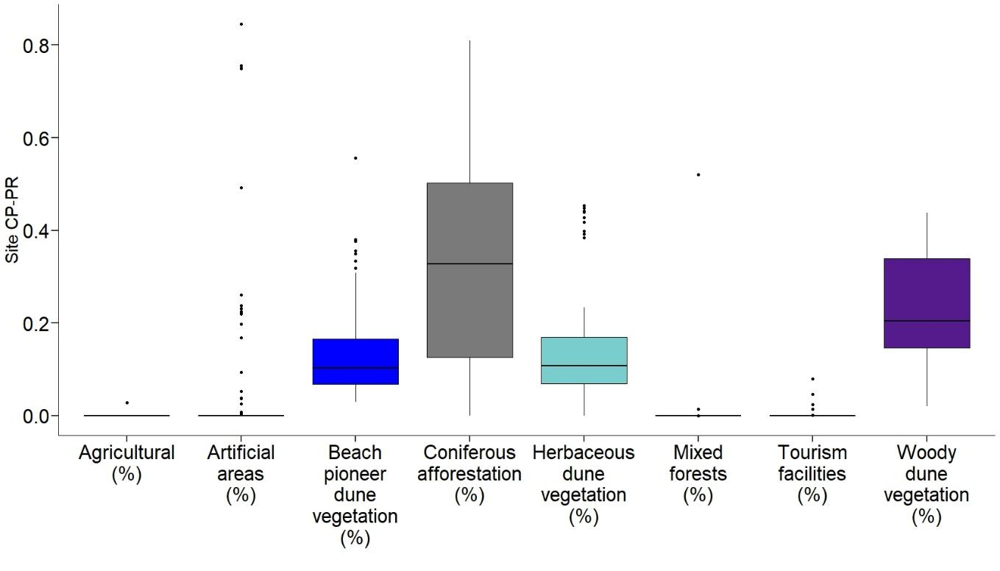 Site CP-PR
0.8
0.6
0.4
0.2
0.0
Agricultural
(%)
Artificial
areas
(%)
Beach
pioneer
dune
vegetation
(%)
Coniferous
afforestation
(%)
Herbaceous
dune
vegetation
(%)
Mixed
forests
(%)
Tourism
facilities
(%)
Woody
dune
vegetation
(%)